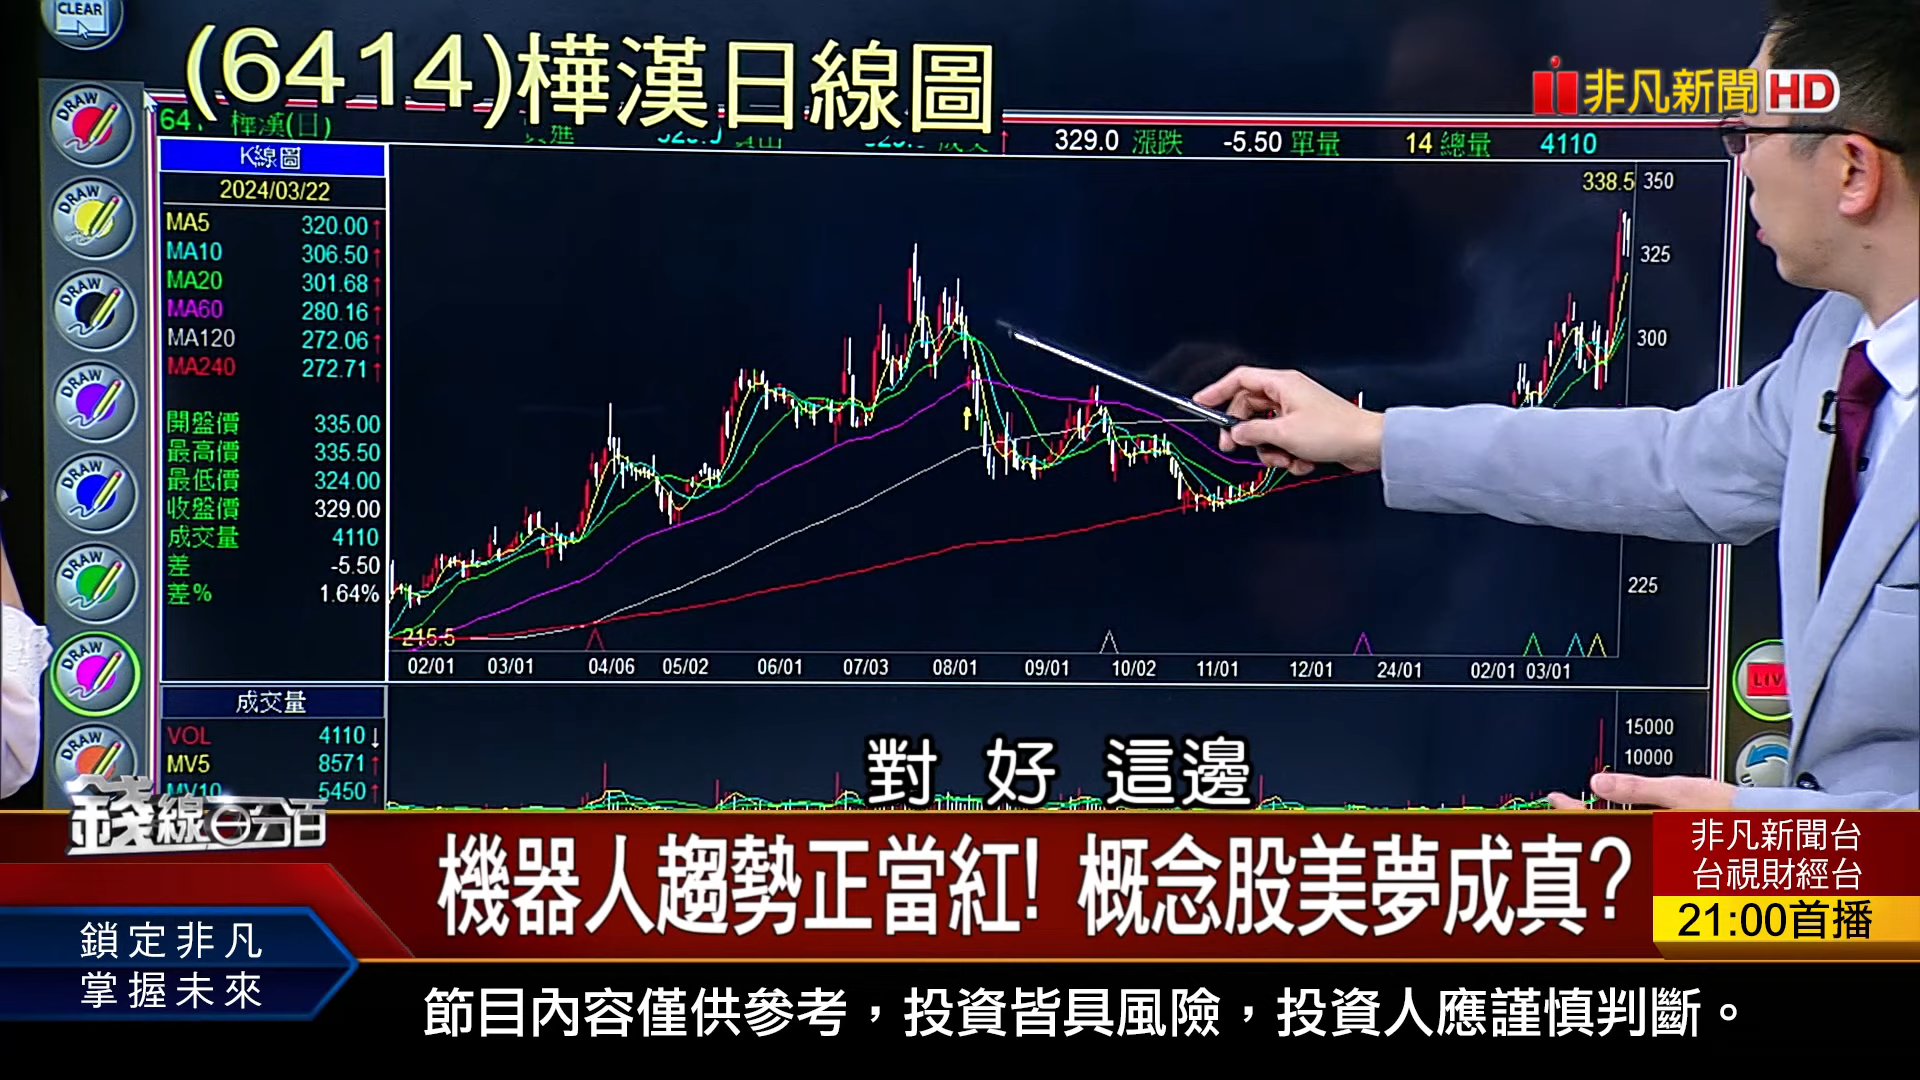 CLEAR
(6414)樺漢日線圖
非凡新聞HD
樺漢(日)
329.0 漲跌 -5.50 單量 14 總量 4110
K線圖
2024/03/22
MA5 320.00↑
MA10 306.50↑
MA20 301.68↑
MA60 280.16↑
MA120 272.06↑
MA240 272.71↑
開盤價 335.00
最高價 335.50
最低價 324.00
收盤價 329.00
成交量 4110
差 -5.50
差% 1.64%
DRAW
DRAW
DRAW
DRAW
DRAW
DRAW
DRAW
DRAW
338.5
350
325
300
225
215.5
02/01 03/01 04/06 05/02 06/01 07/03 08/01 09/01 10/02 11/01 12/01 24/01 02/01 03/01
成交量
VOL 4110↓
MV5 8571↑
MV10 5450↑
15000
10000
對 好 這邊
錢線百分百
機器人趨勢正當紅! 概念股美夢成真?
非凡新聞台
台視財經台
21:00首播
鎖定非凡
掌握未來
節目內容僅供參考，投資皆具風險，投資人應謹慎判斷。